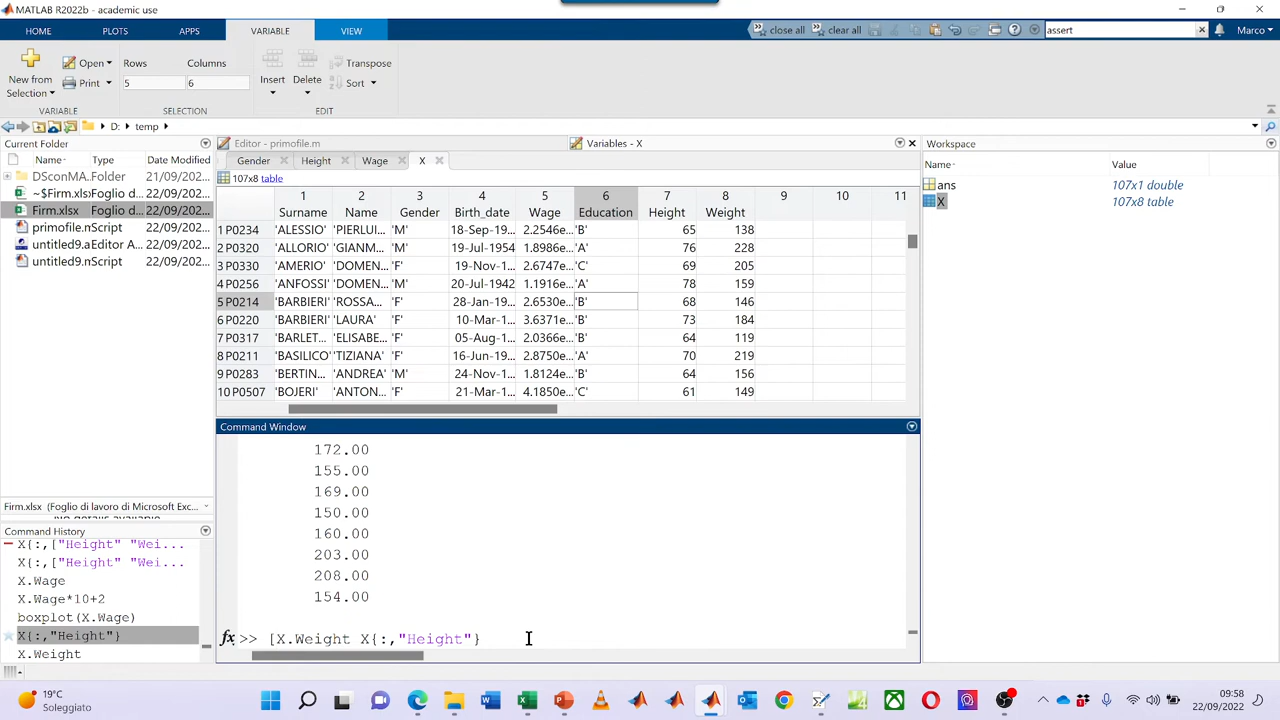 MATLAB R2022b - academic use
HOME PLOTS APPS VARIABLE VIEW
close all clear all assert Marco
New from
Selection
Open
Print
Rows Columns
5 6
Insert Delete
Transpose
Sort
VARIABLE SELECTION EDIT
D: temp
Current Folder
Name Type Date Modified
DSconMA... Folder 21/09/202...
~$Firm.xlsx Foglio d... 22/09/202...
Firm.xlsx Foglio d... 22/09/202...
primofile.m Script 22/09/202...
untitled9.a Editor A... 22/09/202...
untitled9.m Script 22/09/202...
Firm.xlsx (Foglio di lavoro di Microsoft Exc...
Command History
X{:,["Height" "Wei...
X{:,["Height" "Wei...
X.Wage
X.Wage*10+2
boxplot(X.Wage)
X{:,"Height"}
X.Weight
Editor - primofile.m Variables - X
Gender Height Wage X
107x8 table
1 2 3 4 5 6 7 8 9 10 11
Surname Name Gender Birth_date Wage Education Height Weight
1 P0234 'ALESSIO' 'PIERLUI... 'M' 18-Sep-19... 2.2546e... 'B' 65 138
2 P0320 'ALLORIO' 'GIANM... 'M' 19-Jul-1954 1.8986e... 'A' 76 228
3 P0330 'AMERIO' 'DOMEN... 'F' 19-Nov-1... 2.6747e... 'C' 69 205
4 P0256 'ANFOSSI' 'DOMEN... 'M' 20-Jul-1942 1.1916e... 'A' 78 159
5 P0214 'BARBIERI' 'ROSSA... 'F' 28-Jan-19... 2.6530e... 'B' 68 146
6 P0220 'BARBIERI' 'LAURA' 'F' 10-Mar-1... 3.6371e... 'B' 73 184
7 P0317 'BARLET... 'ELISABE... 'F' 05-Aug-1... 2.0366e... 'B' 64 119
8 P0211 'BASILICO' 'TIZIANA' 'F' 16-Jun-19... 2.8750e... 'A' 70 219
9 P0283 'BERTIN... 'ANDREA' 'M' 24-Nov-1... 1.8124e... 'B' 64 156
10 P0507 'BOJERI' 'ANTON... 'F' 21-Mar-1... 4.1850e... 'C' 61 149
Command Window
172.00
155.00
169.00
150.00
160.00
203.00
208.00
154.00
fx >> [X.Weight X{:,"Height"}
Workspace
Name Value
ans 107x1 double
X 107x8 table
19°C
Soleggiato
09:58
22/09/2022